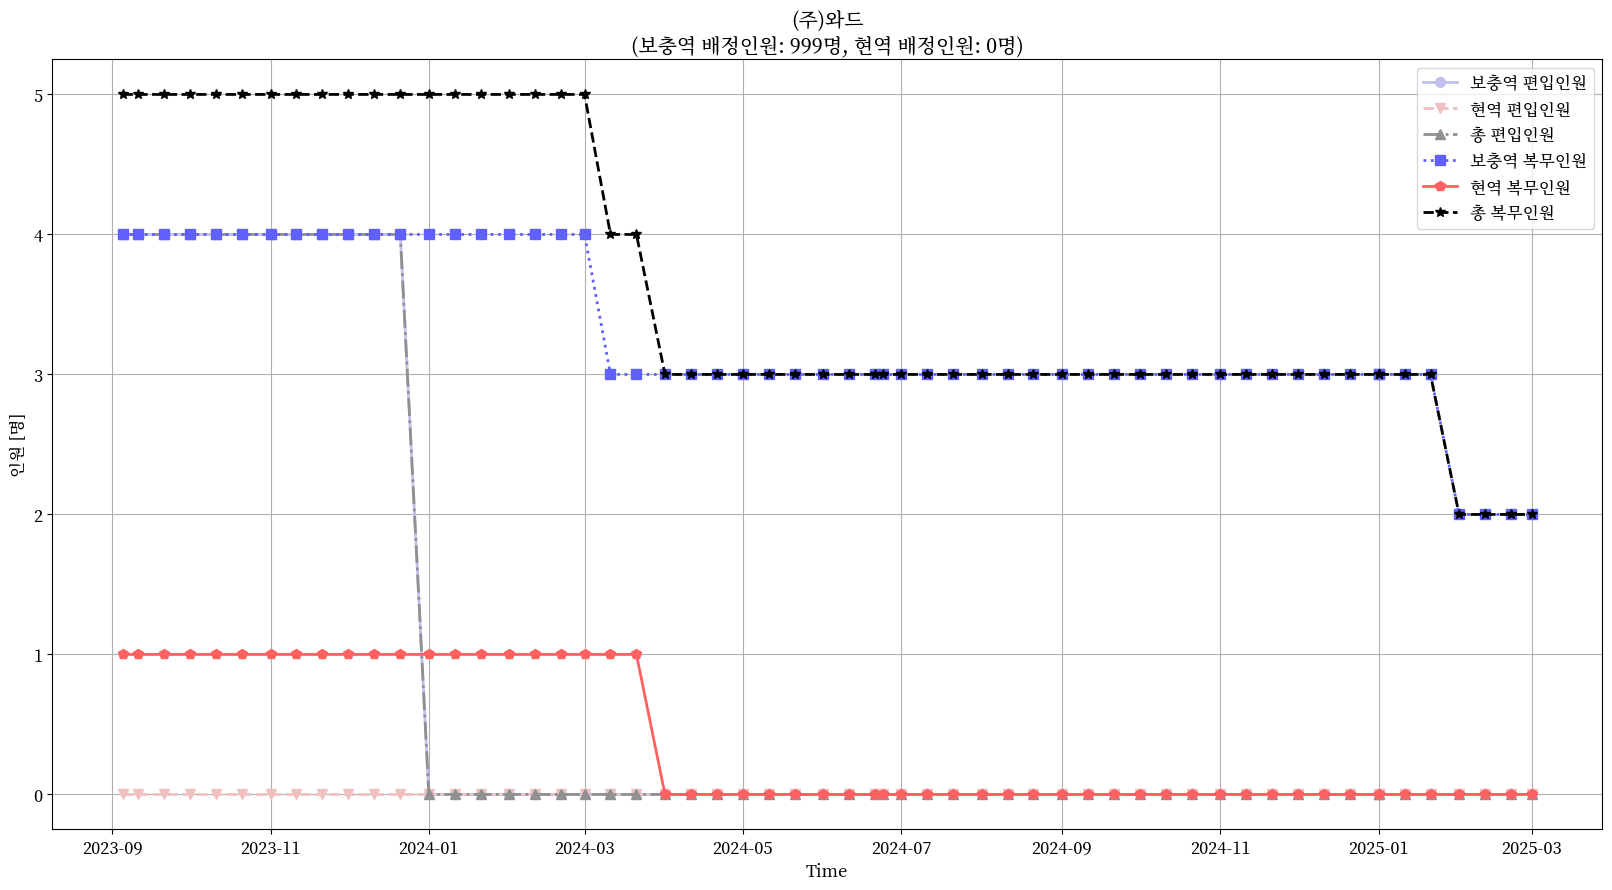 (주)와드
(보충역 배정인원: 999명, 현역 배정인원: 0명)
보충역 편입인원
현역 편입인원
총 편입인원
보충역 복무인원
현역 복무인원
총 복무인원
5
4
3
2
1
0
인원 [명]
2023-09 2023-11 2024-01 2024-03 2024-05 2024-07 2024-09 2024-11 2025-01 2025-03
Time